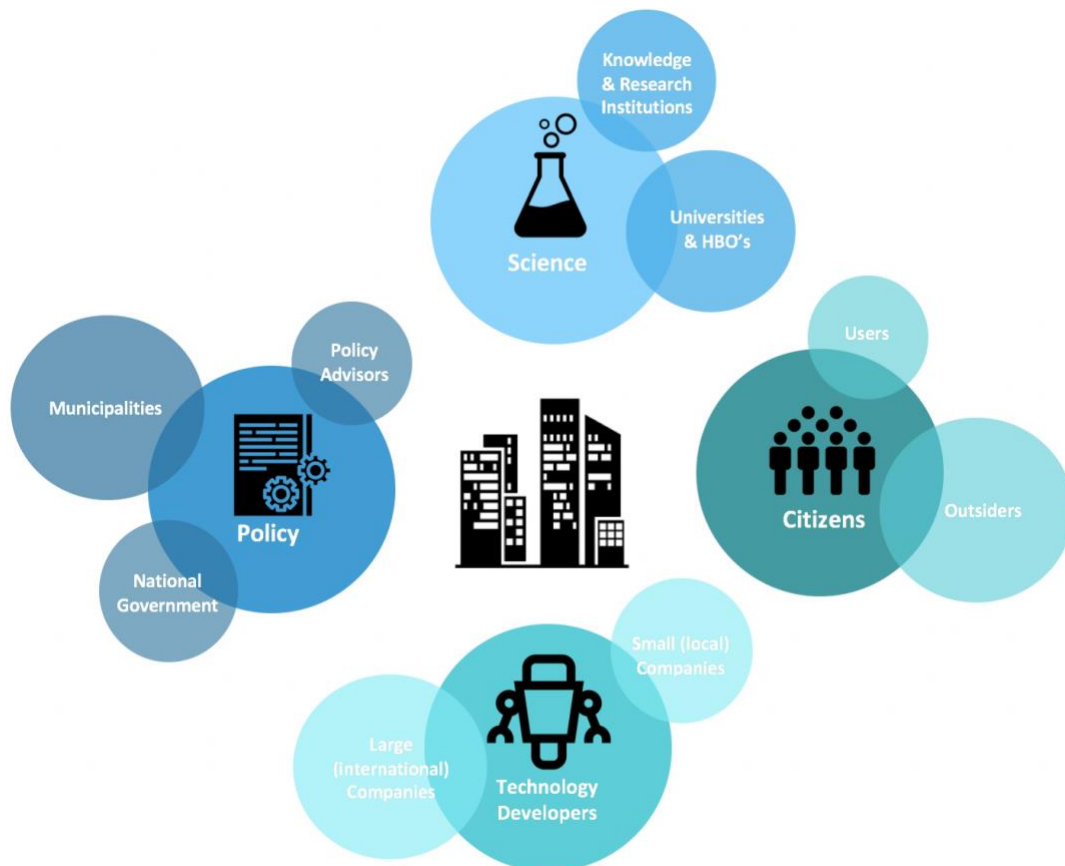 Knowledge
& Research
Institutions
Universities
& HBO's
Science
Users
Policy
Advisors
Municipalities
Outsiders
Citizens
Policy
National
Government
Small (local)
Companies
Large
(international)
Companies
Technology
Developers